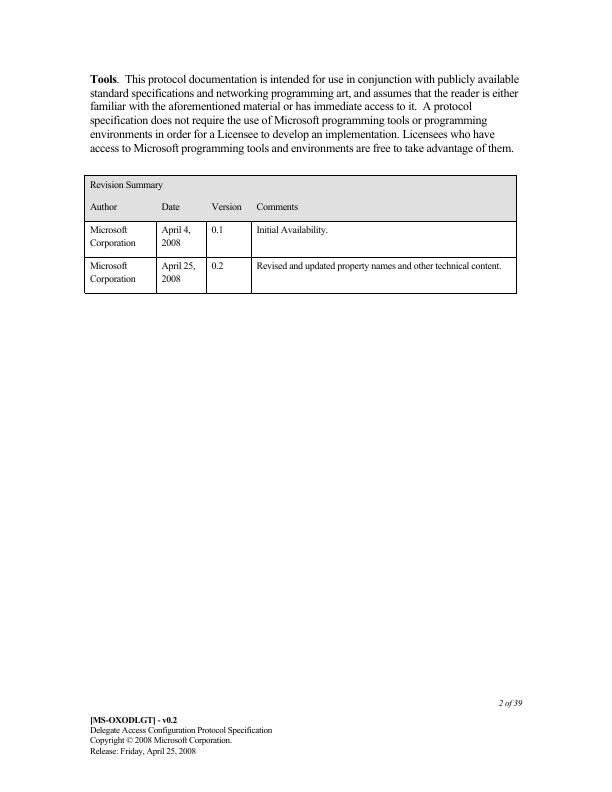 Tools.  This protocol documentation is intended for use in conjunction with publicly available
standard specifications and networking programming art, and assumes that the reader is either
familiar with the aforementioned material or has immediate access to it.  A protocol
specification does not require the use of Microsoft programming tools or programming
environments in order for a Licensee to develop an implementation. Licensees who have
access to Microsoft programming tools and environments are free to take advantage of them.
Revision Summary
Author Date Version Comments
Microsoft Corporation April 4, 2008 0.1 Initial Availability.
Microsoft Corporation April 25, 2008 0.2 Revised and updated property names and other technical content.
2 of 39
[MS-OXODLGT] - v0.2
Delegate Access Configuration Protocol Specification
Copyright © 2008 Microsoft Corporation.
Release: Friday, April 25, 2008